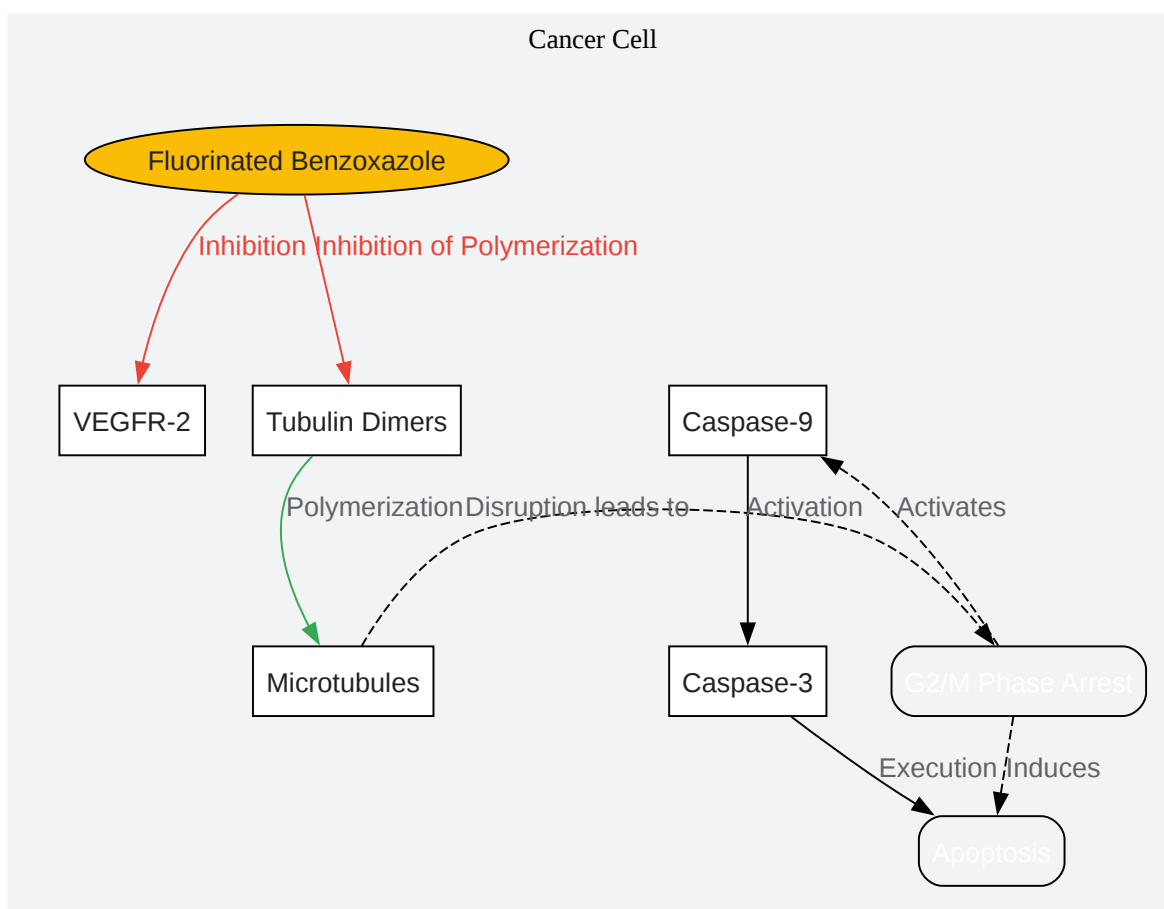 Cancer Cell
Fluorinated Benzoxazole
Inhibition
Inhibition of Polymerization
VEGFR-2
Tubulin Dimers
Caspase-9
Polymerization
Disruption leads to
Activation
Activates
Microtubules
Caspase-3
G2/M Phase Arrest
Execution
Induces
Apoptosis